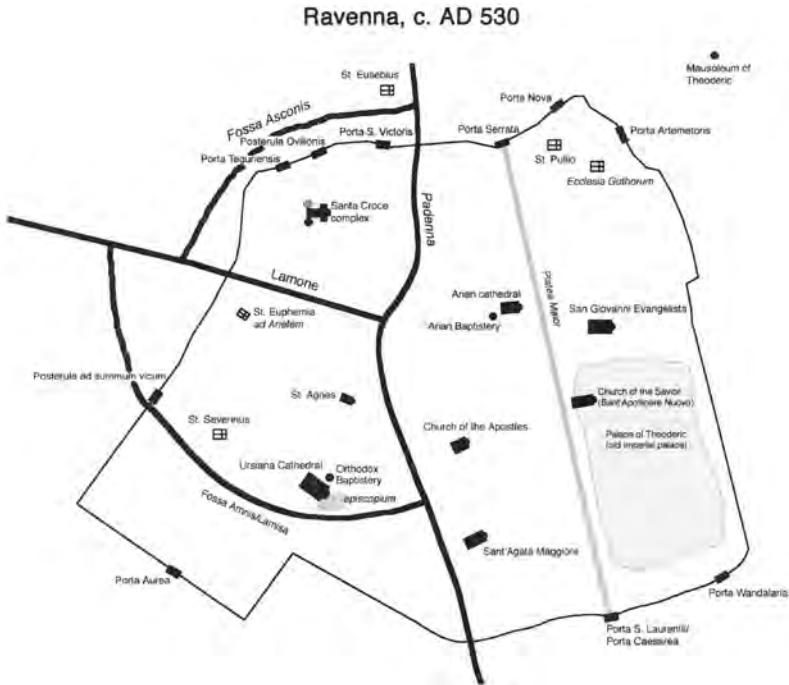 Ravenna, c. AD 530
Mausoleum of
Theoderic
St. Eusebius
Fossa Asconis
Porta Nova
Posterula Ovilionis
Porta S. Victoris
Porta Serrata
Porta Artemetoris
Porta Teguriensis
St. Pullio
Ecclesia Gothorum
Santa Croce
complex
Padenna
Lamone
Platea Maior
Arian cathedral
San Giovanni Evangelista
St. Euphemia
ad Arietem
Arian Baptistery
Posterula ad summum vicum
St. Agnes
Church of the Savior
(Sant'Apollinare Nuovo)
St. Severinus
Church of the Apostles
Palace of Theoderic
(old imperial palace)
Ursiana Cathedral
Orthodox
Baptistery
episcopium
Fossa Amnis/Lamisa
Sant'Agata Maggiore
Porta Aurea
Porta Wandalaria
Porta S. Laurentii/
Porta Caesarea